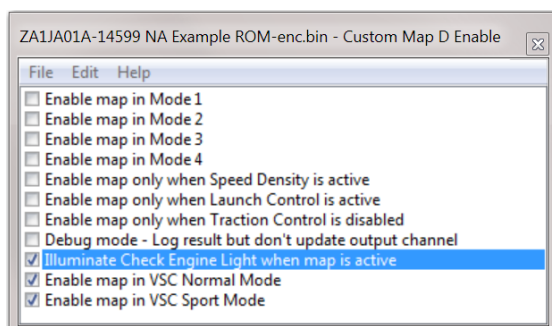 ZA1JA01A-14599 NA Example ROM-enc.bin - Custom Map D Enable
File Edit Help
Enable map in Mode 1
Enable map in Mode 2
Enable map in Mode 3
Enable map in Mode 4
Enable map only when Speed Density is active
Enable map only when Launch Control is active
Enable map only when Traction Control is disabled
Debug mode - Log result but don't update output channel
Illuminate Check Engine Light when map is active
Enable map in VSC Normal Mode
Enable map in VSC Sport Mode